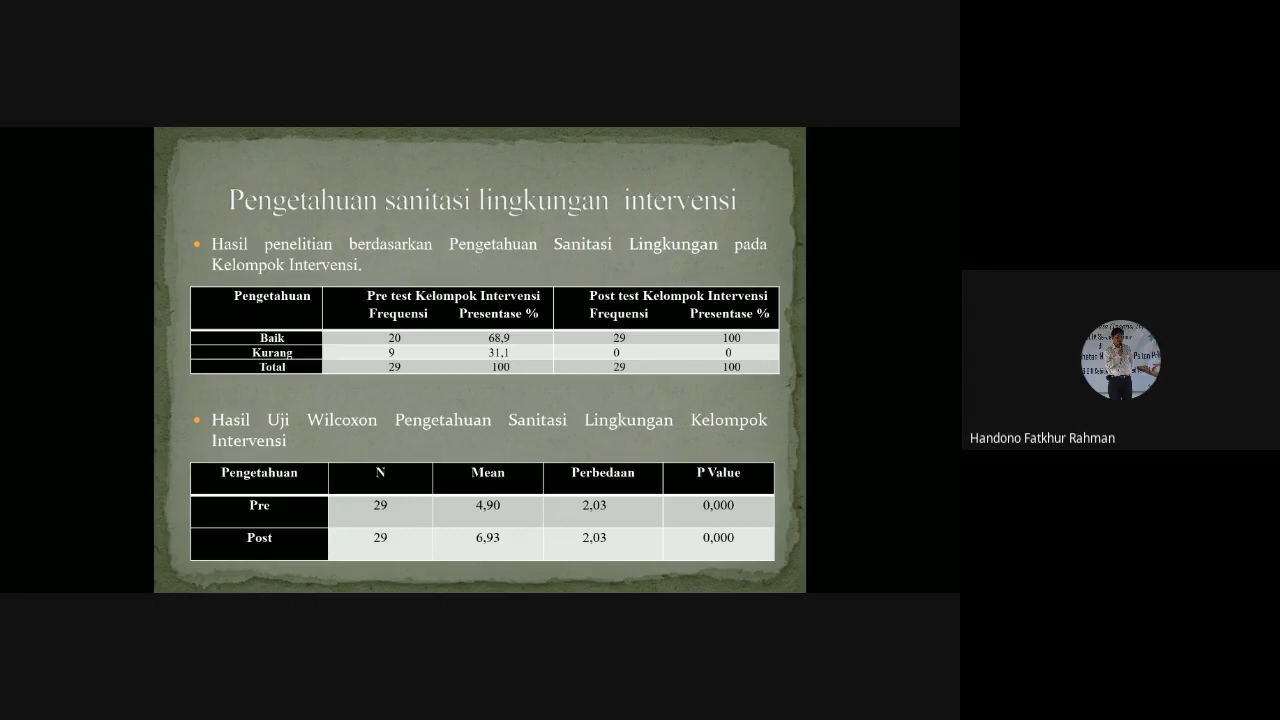 Pengetahuan sanitasi lingkungan intervensi
• Hasil penelitian berdasarkan Pengetahuan Sanitasi Lingkungan pada
Kelompok Intervensi.
Pengetahuan Pre test Kelompok Intervensi Post test Kelompok Intervensi
Frekuensi Presentase % Frekuensi Presentase %
Baik 20 68,9 29 100
Kurang 9 31,1 0 0
Total 29 100 29 100
• Hasil Uji Wilcoxon Pengetahuan Sanitasi Lingkungan Kelompok
Intervensi
Pengetahuan N Mean Perbedaan P Value
Pre 29 4,90 2,03 0,000
Post 29 6,93 2,03 0,000
Handono Fatkhur Rahman